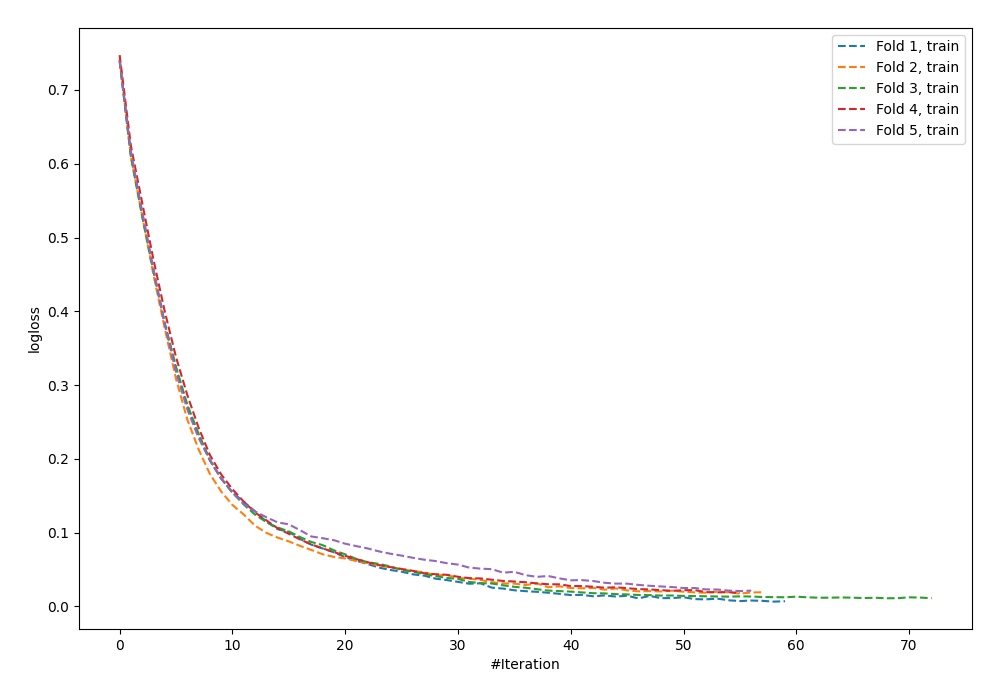 Fold 1, train
Fold 2, train
Fold 3, train
Fold 4, train
Fold 5, train
0.7
0.6
0.5
0.4
0.3
0.2
0.1
0.0
logloss
0 10 20 30 40 50 60 70
#Iteration